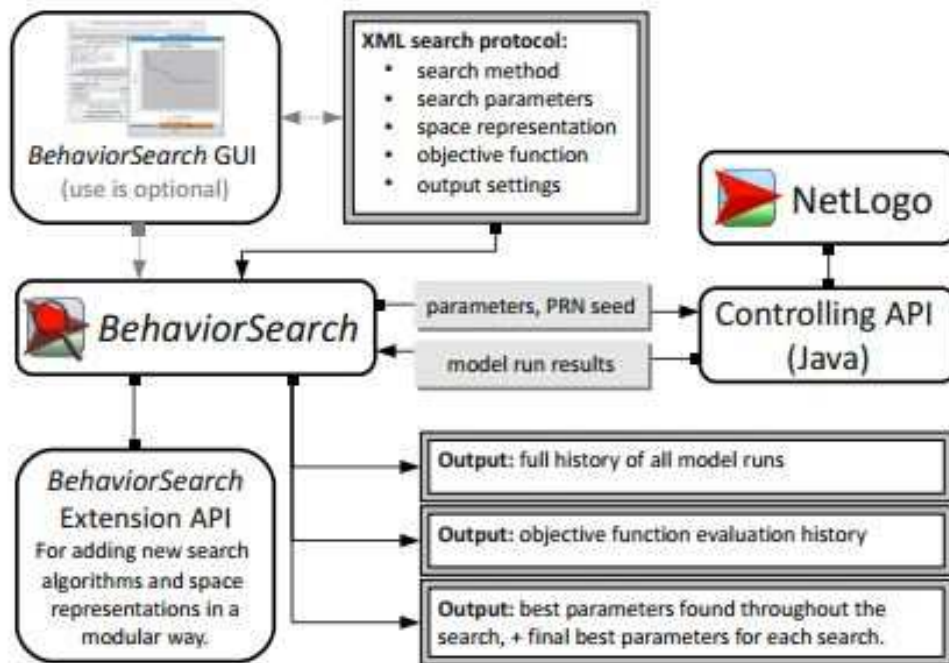 BehaviorSearch GUI
(use is optional)
XML search protocol:
• search method
• search parameters
• space representation
• objective function
• output settings
NetLogo
BehaviorSearch
parameters, PRN seed
model run results
Controlling API
(Java)
BehaviorSearch
Extension API
For adding new search
algorithms and space
representations in a
modular way.
Output: full history of all model runs
Output: objective function evaluation history
Output: best parameters found throughout the
search, + final best parameters for each search.